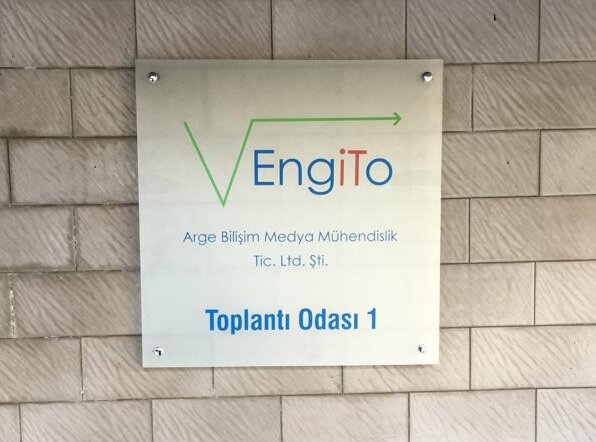 EngiTo
Arge Bilişim Medya Mühendislik
Tic. Ltd. Şti.
Toplantı Odası 1